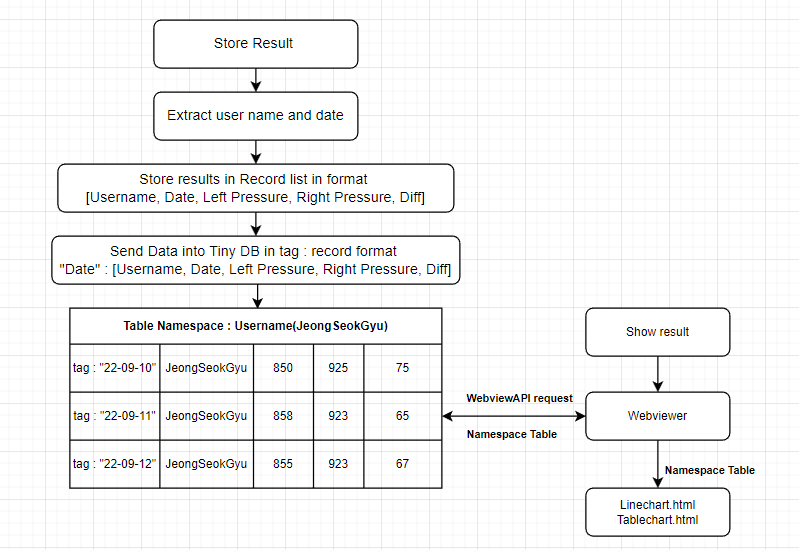 Store Result
Extract user name and date
Store results in Record list in format
[Username, Date, Left Pressure, Right Pressure, Diff]
Send Data into Tiny DB in tag : record format
"Date" : [Username, Date, Left Pressure, Right Pressure, Diff]
Table Namespace : Username(JeongSeokGyu)
tag : "22-09-10" JeongSeokGyu 850 925 75
tag : "22-09-11" JeongSeokGyu 858 923 65
tag : "22-09-12" JeongSeokGyu 855 923 67
WebviewAPI request
Namespace Table
Show result
Webviewer
Namespace Table
Linechart.html
Tablechart.html